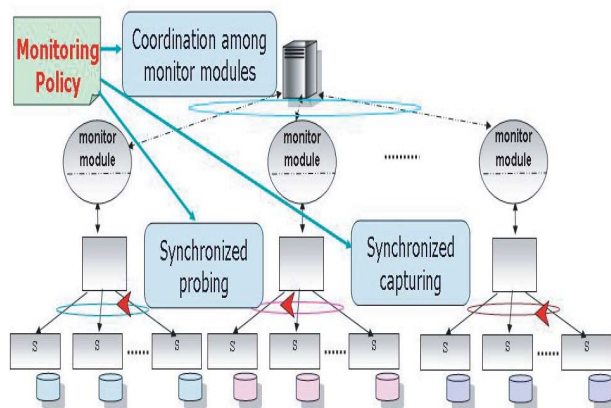 Monitoring
Policy
Coordination among
monitor modules
monitor
module
monitor
module
monitor
module
Synchronized
probing
Synchronized
capturing
S
S
S
S
S
S
S
S
S